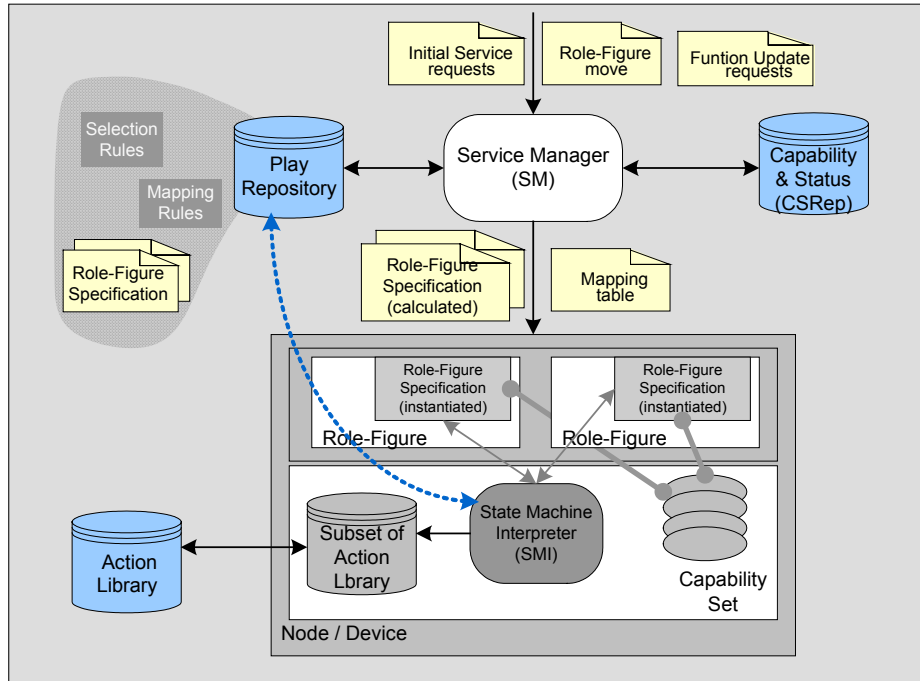 Initial Service
requests
Role-Figure
move
Funtion Update
requests
Selection
Rules
Mapping
Rules
Role-Figure
Specification
Play
Repository
Service Manager
(SM)
Capability
& Status
(CSRep)
Role-Figure
Specification
(calculated)
Mapping
table
Role-Figure
Specification
(instantiated)
Role-Figure
Role-Figure
Specification
(instantiated)
Role-Figure
Action
Library
Subset of
Action
Lbrary
State Machine
Interpreter
(SMI)
Capability
Set
Node / Device